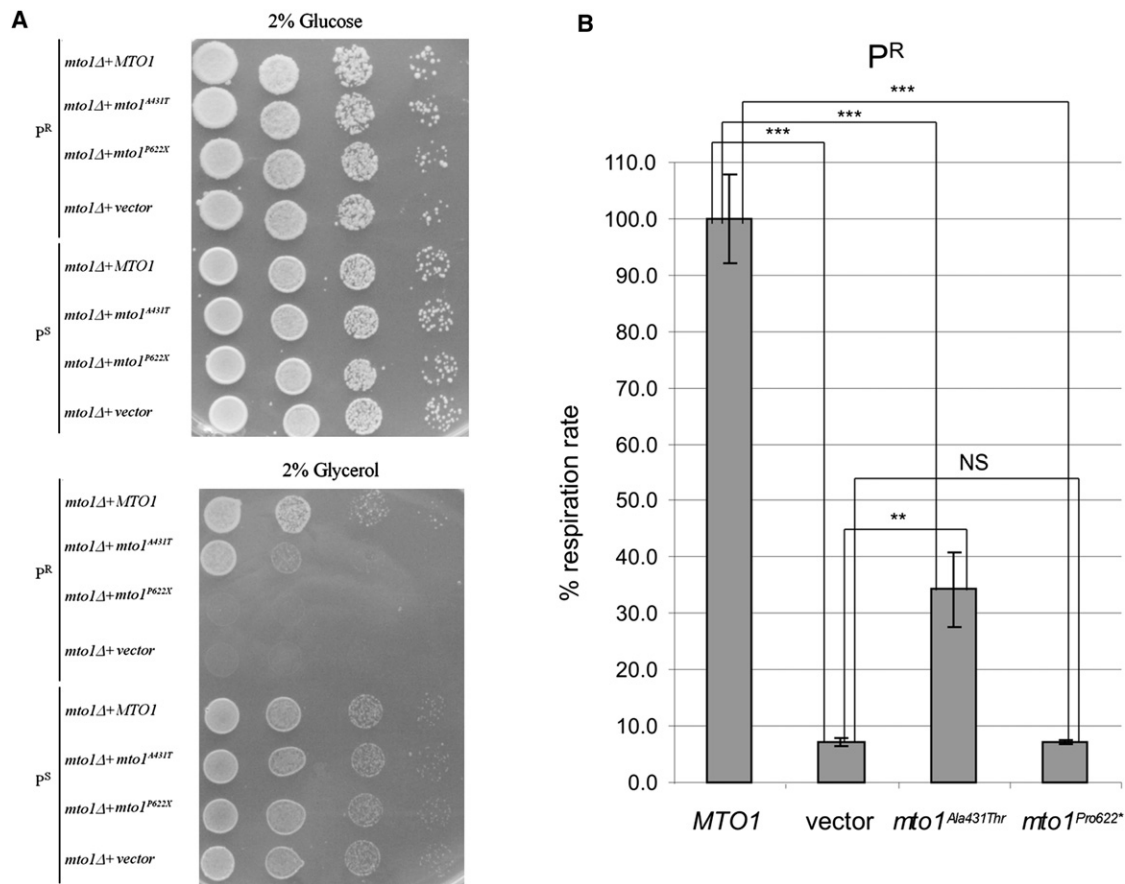 A
2% Glucose
P^R
mto1Δ+MTO1
mto1Δ+mto1^A431T
mto1Δ+mto1^P622X
mto1Δ+vector
P^S
mto1Δ+MTO1
mto1Δ+mto1^A431T
mto1Δ+mto1^P622X
mto1Δ+vector
2% Glycerol
P^R
mto1Δ+MTO1
mto1Δ+mto1^A431T
mto1Δ+mto1^P622X
mto1Δ+vector
P^S
mto1Δ+MTO1
mto1Δ+mto1^A431T
mto1Δ+mto1^P622X
mto1Δ+vector
B
P^R
***
***
***
NS
**
% respiration rate
110.0
100.0
90.0
80.0
70.0
60.0
50.0
40.0
30.0
20.0
10.0
0.0
MTO1 vector mto1^Ala431Thr mto1^Pro622*